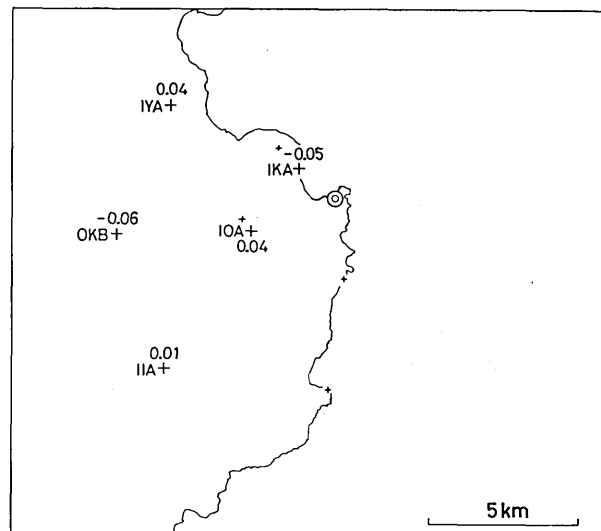 0.04
IYA+
-0.05
IKA+
-0.06
OKB+
IOA+
0.04
0.01
IIA+
5km